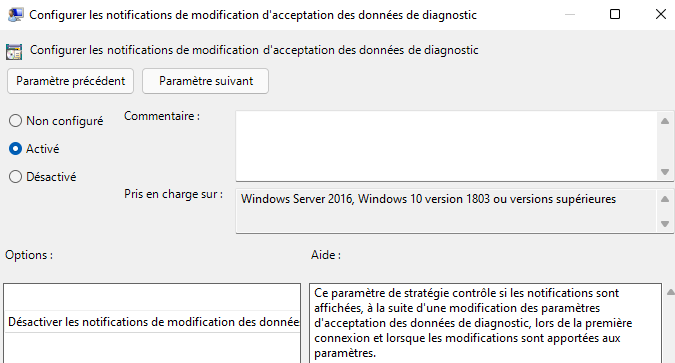 Configurer les notifications de modification d'acceptation des données de diagnostic
Configurer les notifications de modification d'acceptation des données de diagnostic
Paramètre précédent
Paramètre suivant
Non configuré
Commentaire :
Activé
Désactivé
Pris en charge sur :
Windows Server 2016, Windows 10 version 1803 ou versions supérieures
Options :
Aide :
Désactiver les notifications de modification des donnée
Ce paramètre de stratégie contrôle si les notifications sont
affichées, à la suite d'une modification des paramètres
d'acceptation des données de diagnostic, lors de la première
connexion et lorsque les modifications sont apportées aux
paramètres.